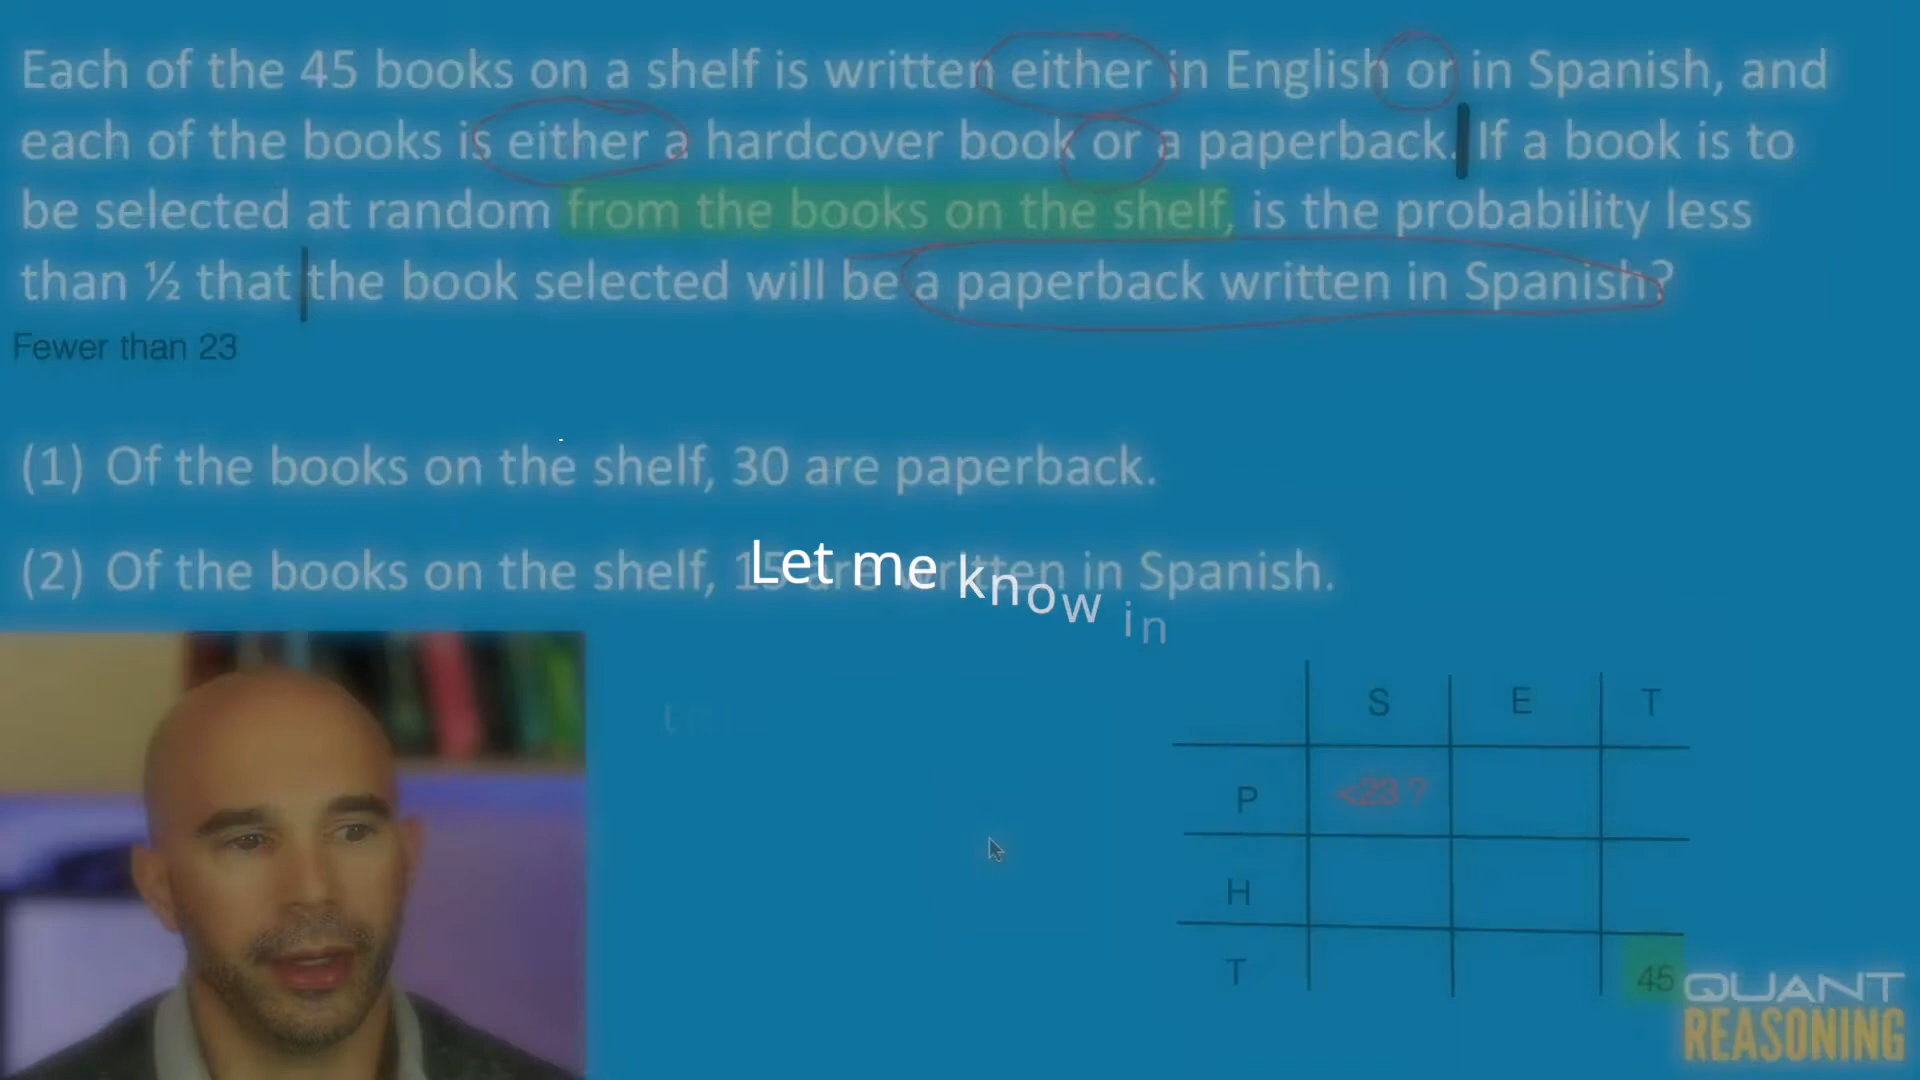 Each of the 45 books on a shelf is written either in English or in Spanish, and
each of the books is either a hardcover book or a paperback. If a book is to
be selected at random from the books on the shelf, is the probability less
than ½ that the book selected will be a paperback written in Spanish?
Fewer than 23
(1) Of the books on the shelf, 30 are paperback.
(2) Of the books on the shelf, 15 are written in Spanish.
Let me know in
S E T
P <23 ?
H
T 45
QUANT
REASONING